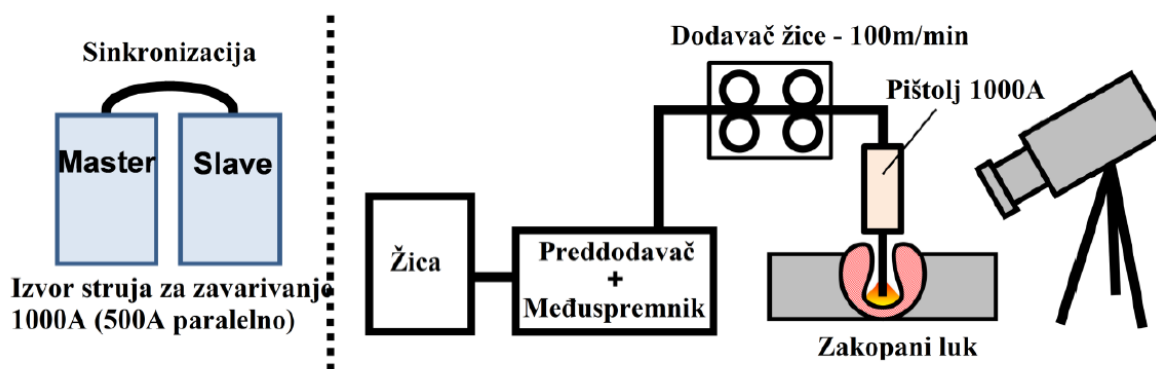 Sinkronizacija
Master
Slave
Izvor struja za zavarivanje
1000A (500A paralelno)
Dodavač žice - 100m/min
Pištolj 1000A
Žica
Preddodavač
+
Međuspremnik
Zakopani luk